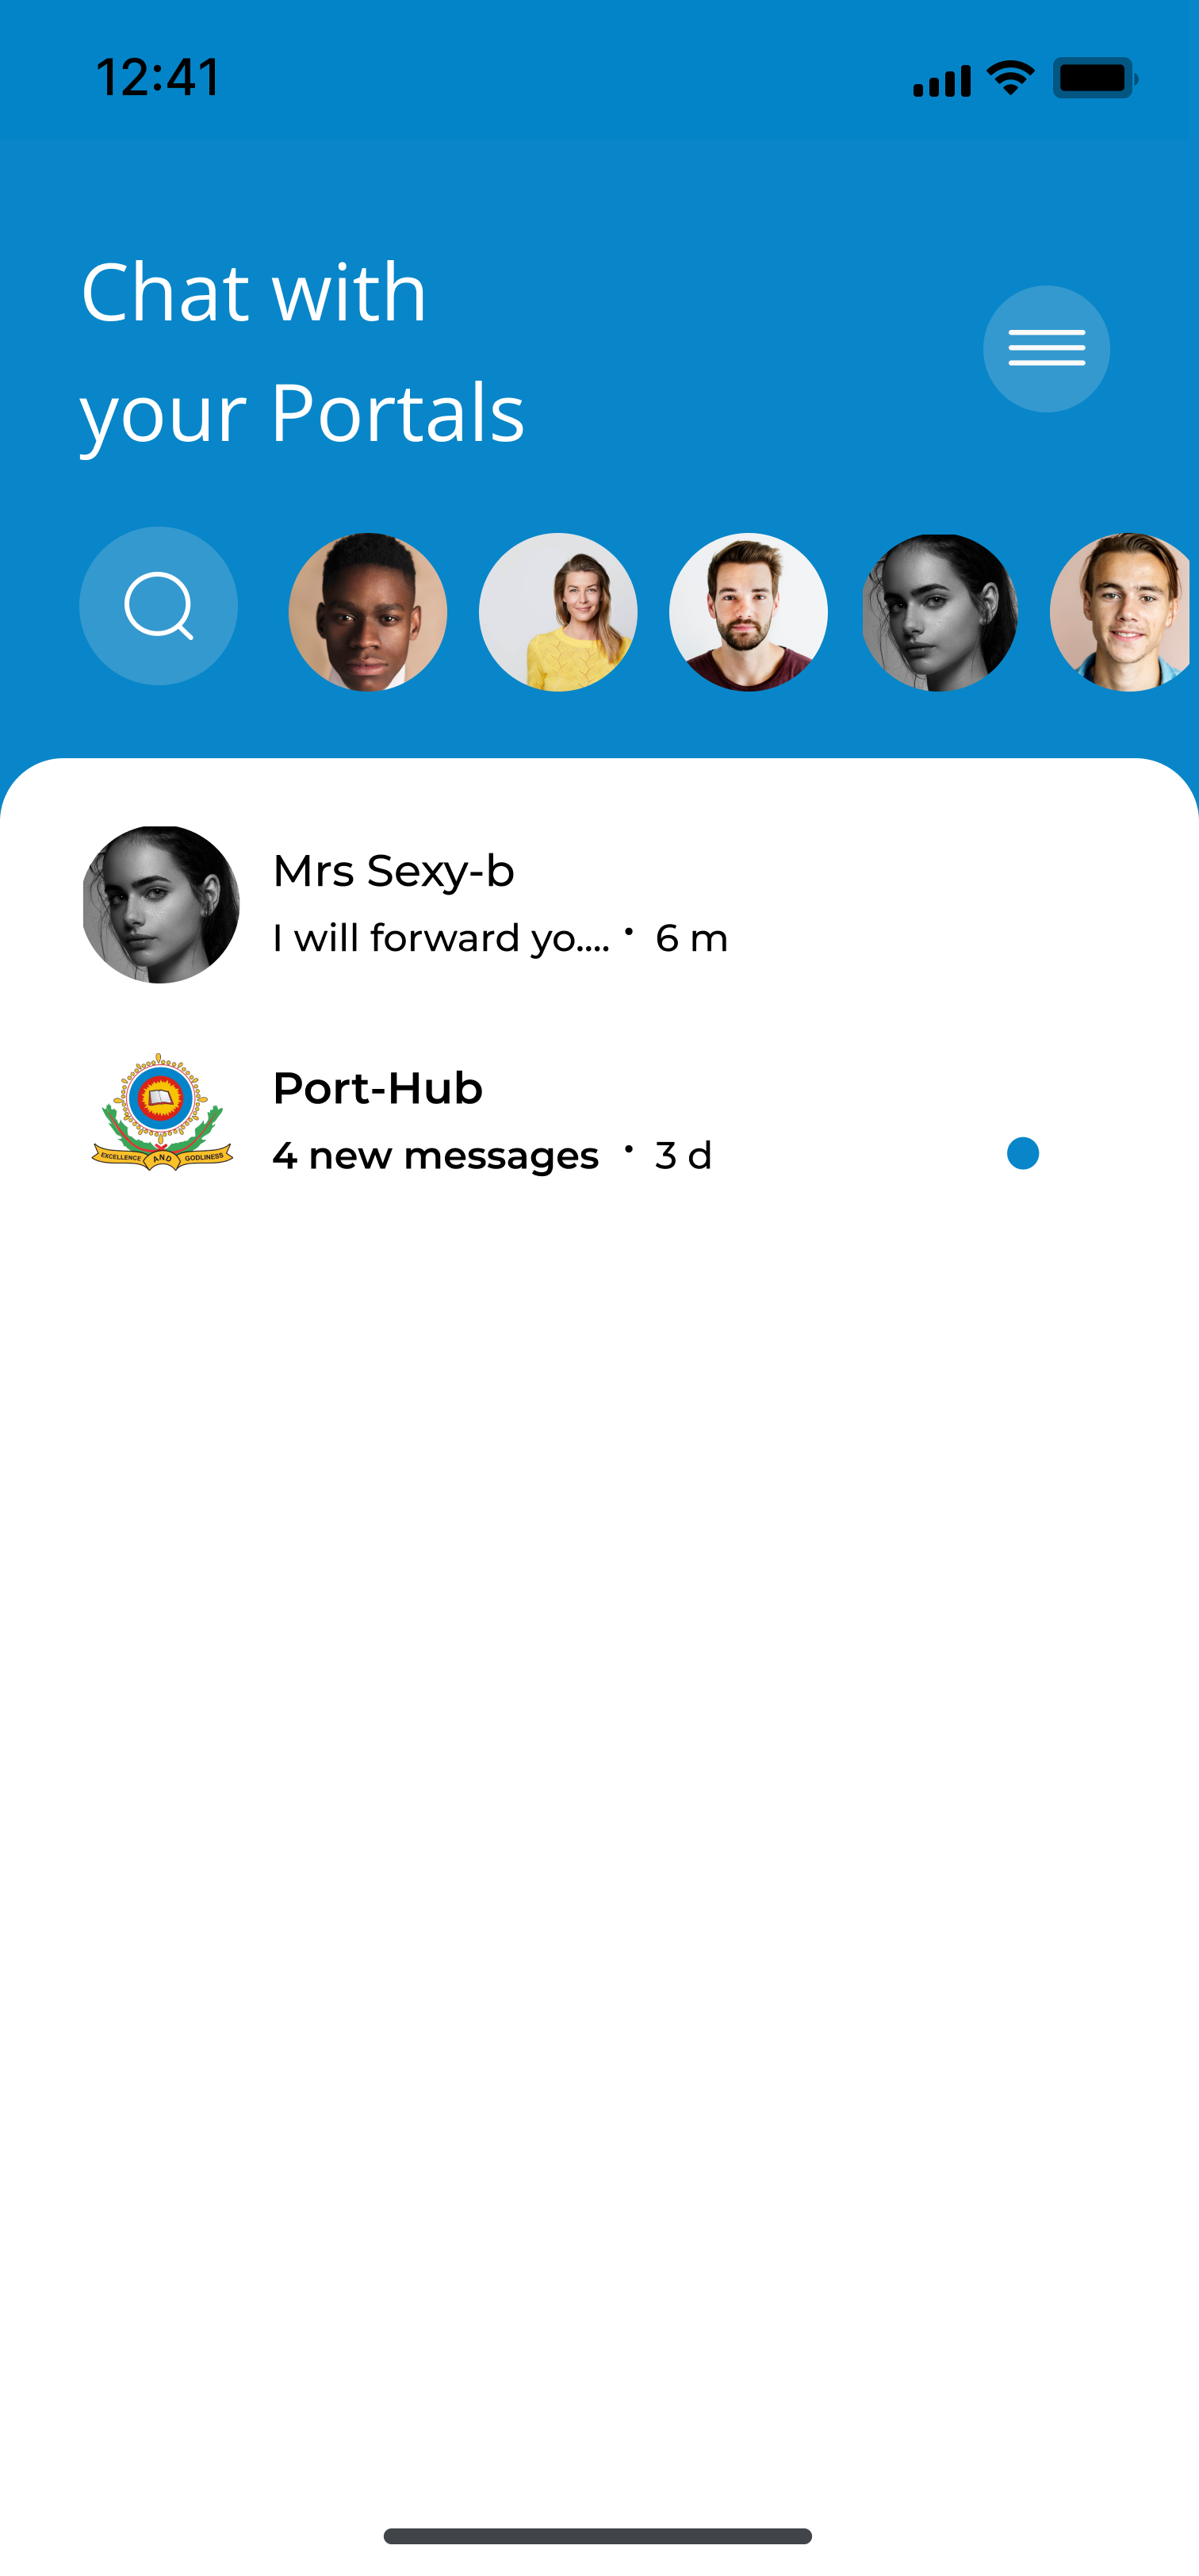 12:41
Chat with
your Portals
Mrs Sexy-b
I will forward yo.... · 6 m
EXCELLENCE AND GODLINESS
Port-Hub
4 new messages · 3 d